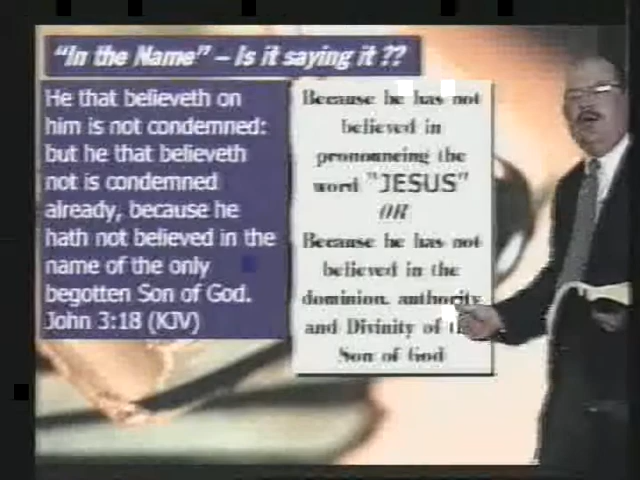 "In the Name" – Is it saying it ??
He that believeth on
him is not condemned:
but he that believeth
not is condemned
already, because he
hath not believed in the
name of the only
begotten Son of God.
John 3:18 (KJV)
Because he has not
believed in
pronouncing the
word "JESUS"
OR
Because he has not
believed in the
dominion, authority
and Divinity of
Son of God